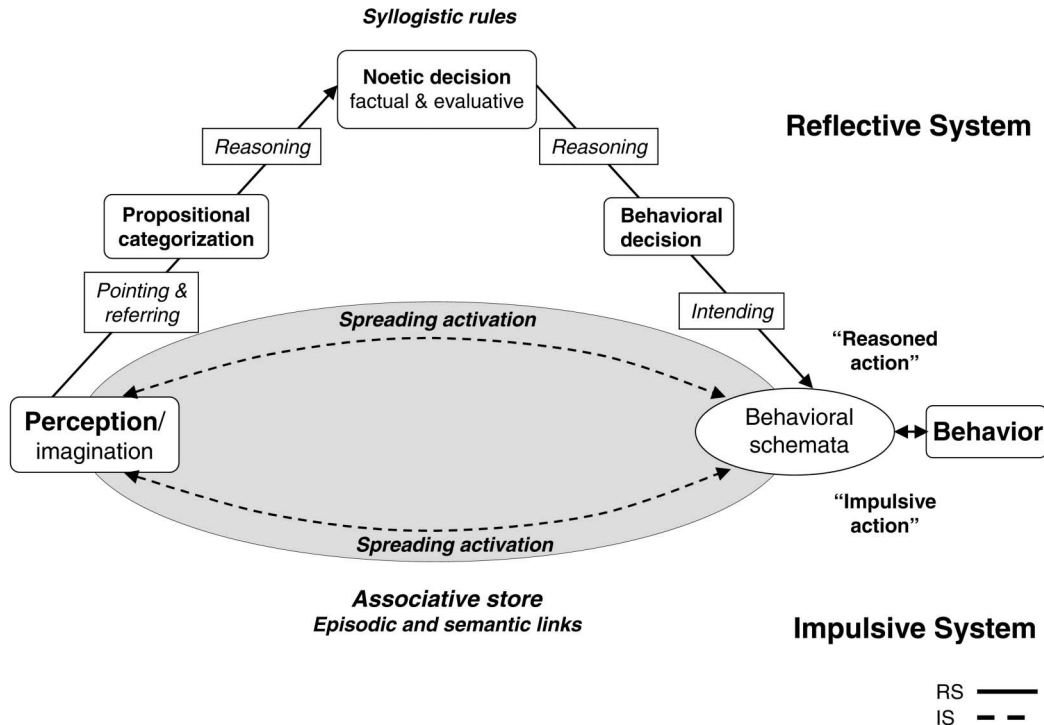 Syllogistic rules
Noetic decision
factual & evaluative
Reflective System
Reasoning
Reasoning
Propositional
categorization
Behavioral
decision
Pointing &
referring
Intending
Spreading activation
“Reasoned
action”
Perception/
imagination
Behavioral
schemata
Behavior
“Impulsive
action”
Spreading activation
Associative store
Episodic and semantic links
Impulsive System
RS
IS